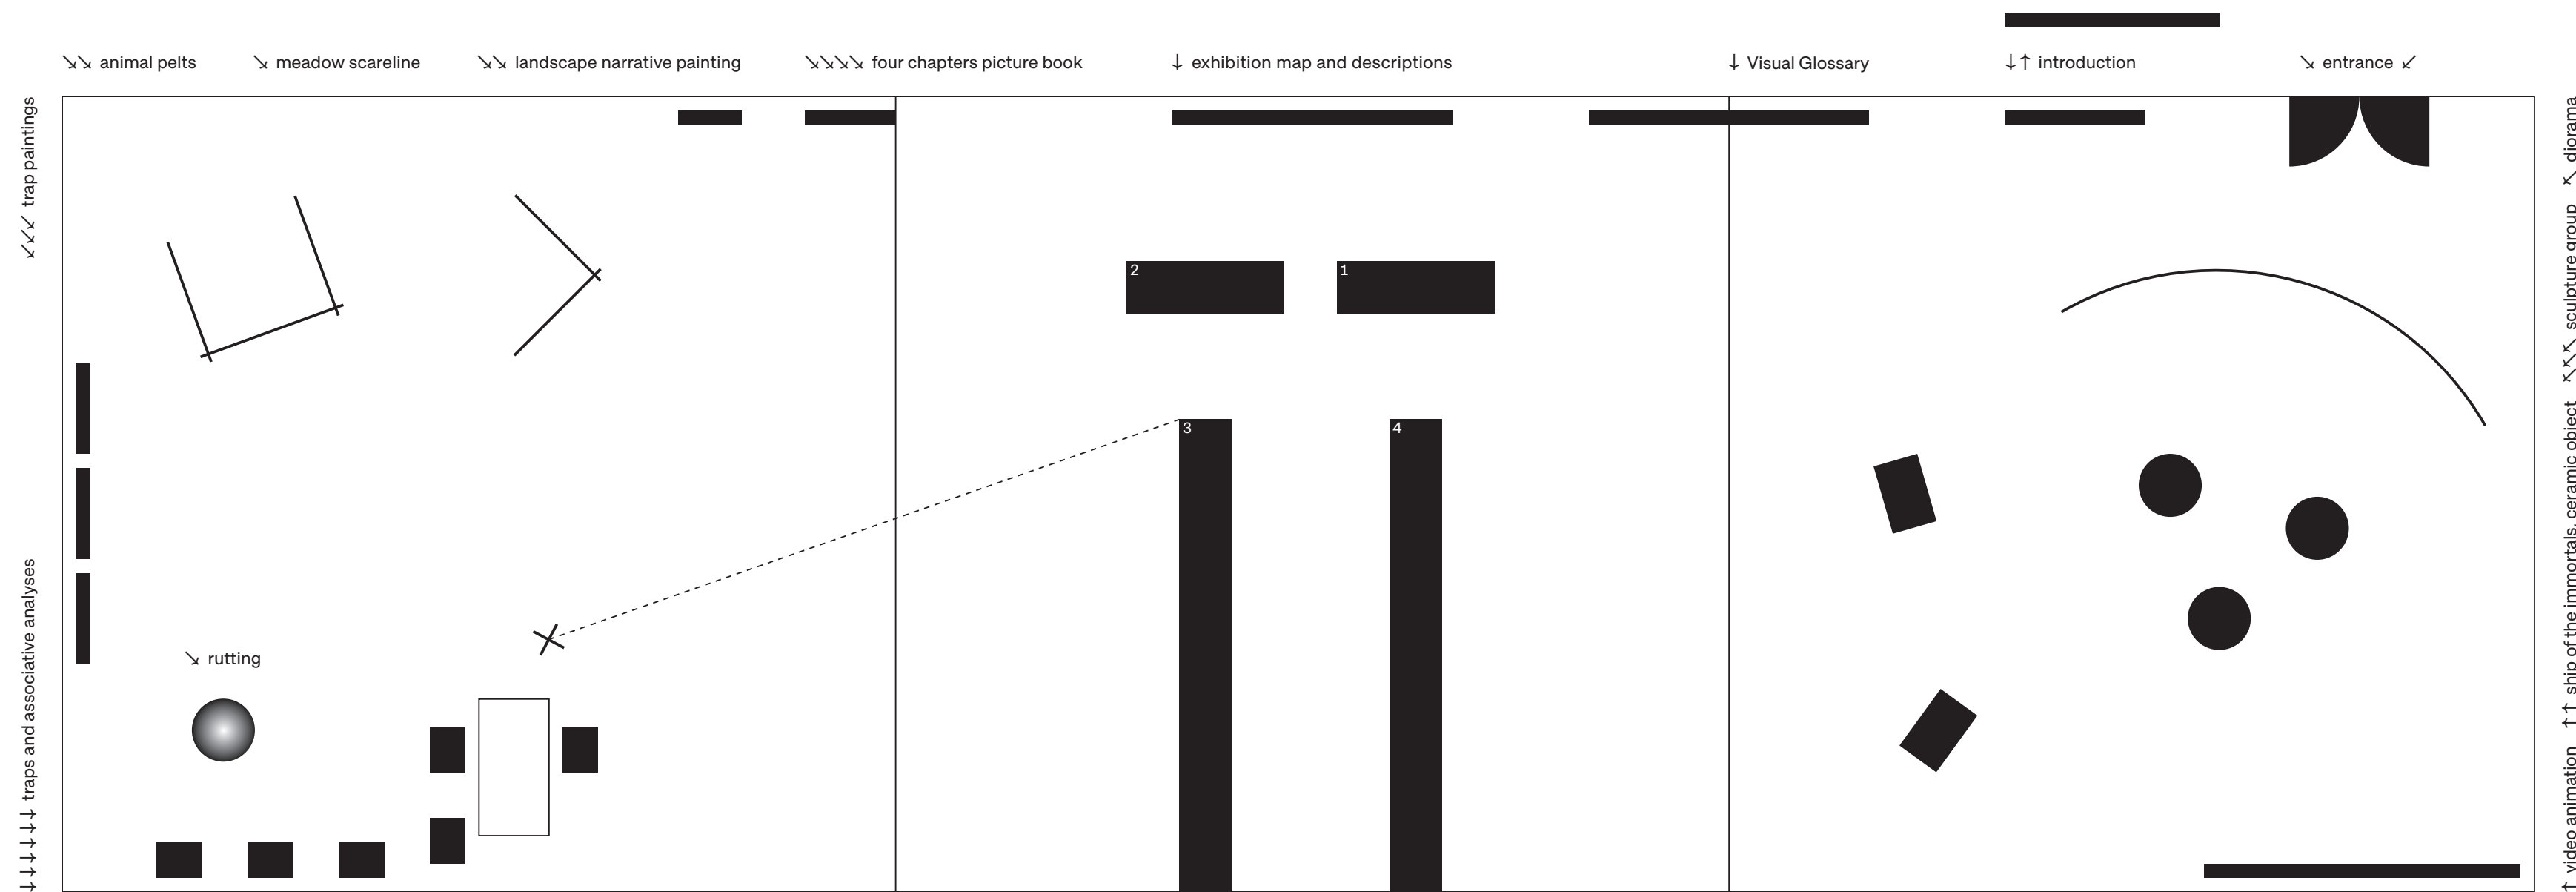 ↘↘ animal pelts
↘ meadow scareline
↘↘ landscape narrative painting
↘↘↘↘ four chapters picture book
↓ exhibition map and descriptions
↓ Visual Glossary
↓↑ introduction
↘ entrance ↙
↙↙↙ trap paintings
↓↓↓↓↓↓ traps and associative analyses
2
1
3
4
↘ rutting
↑ video animation
↑↑ ship of the immortals, ceramic object
↖↖↖ sculpture group
↖ diorama